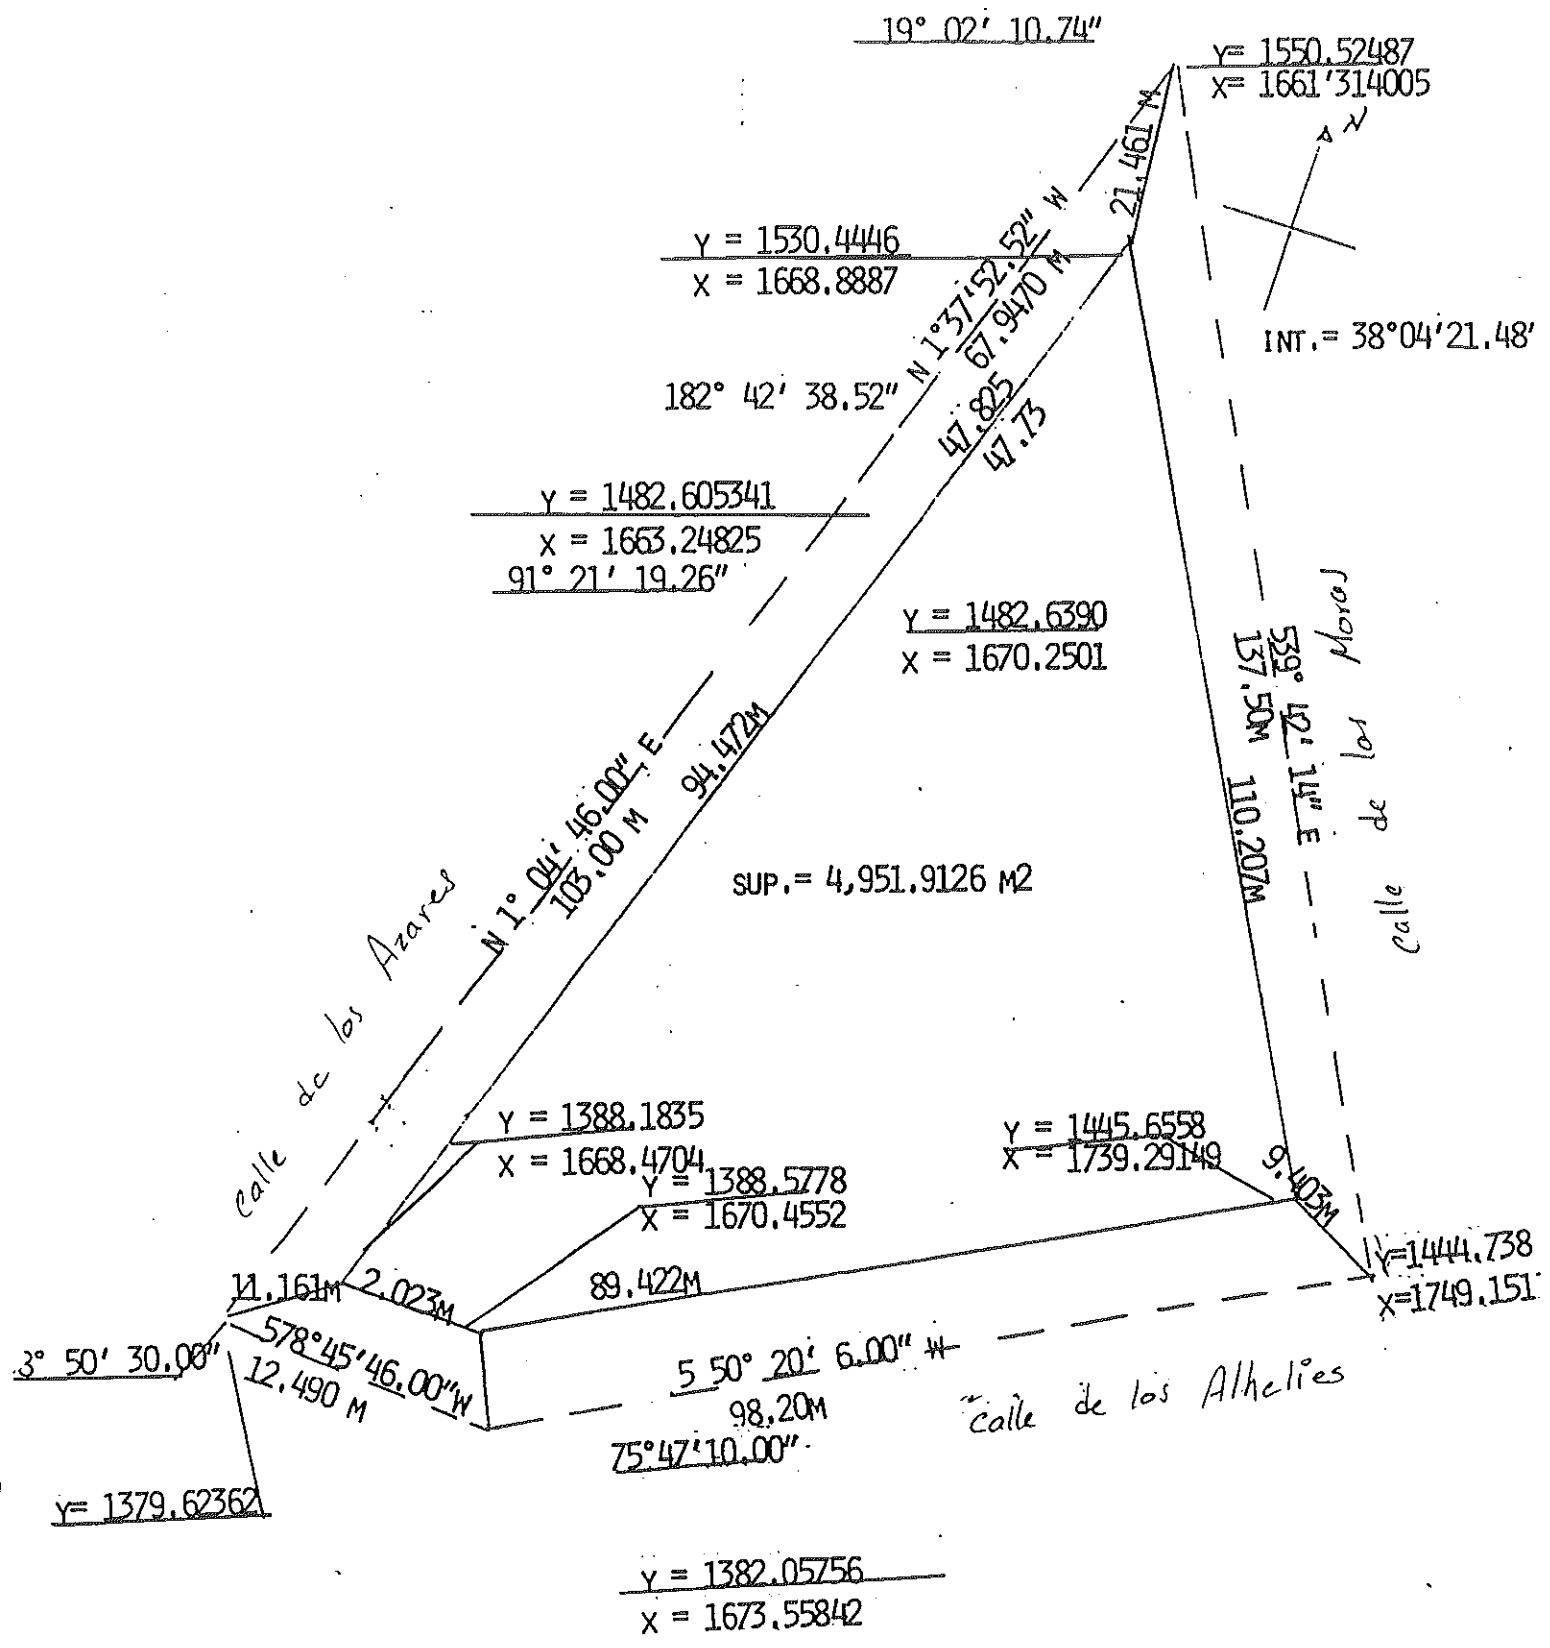 19° 02' 10.74"
Y= 1550.52487
X= 1661'314005
N
21.461 M
Y = 1530.4446
X = 1668.8887
N 1°37'52.52" W
67.9470 M
INT.= 38°04'21.48'
182° 42' 38.52"
47.825
47.73
Y = 1482.605341
X = 1663.24825
91° 21' 19.26"
Y = 1482.6390
X = 1670.2501
539° 42' 14" E
137.50M
110.207M
Calle de las Moras
N 1° 04' 46.00" E
103.00 M
94.472M
SUP.= 4,951.9126 M2
Calle de los Azares
Y = 1388.1835
X = 1668.4704
Y = 1388.5778
X = 1670.4552
Y = 1445.6558
X = 1739.29149
9.403M
Y=1444.738
X=1749.151
11.161M
2.023M
89.422M
3° 50' 30.00"
578°45'46.00"W
12.490 M
5 50° 20' 6.00" W
98.20M
75°47'10.00"
Calle de los Alhelies
Y= 1379.62362
Y = 1382.05756
X = 1673.55842